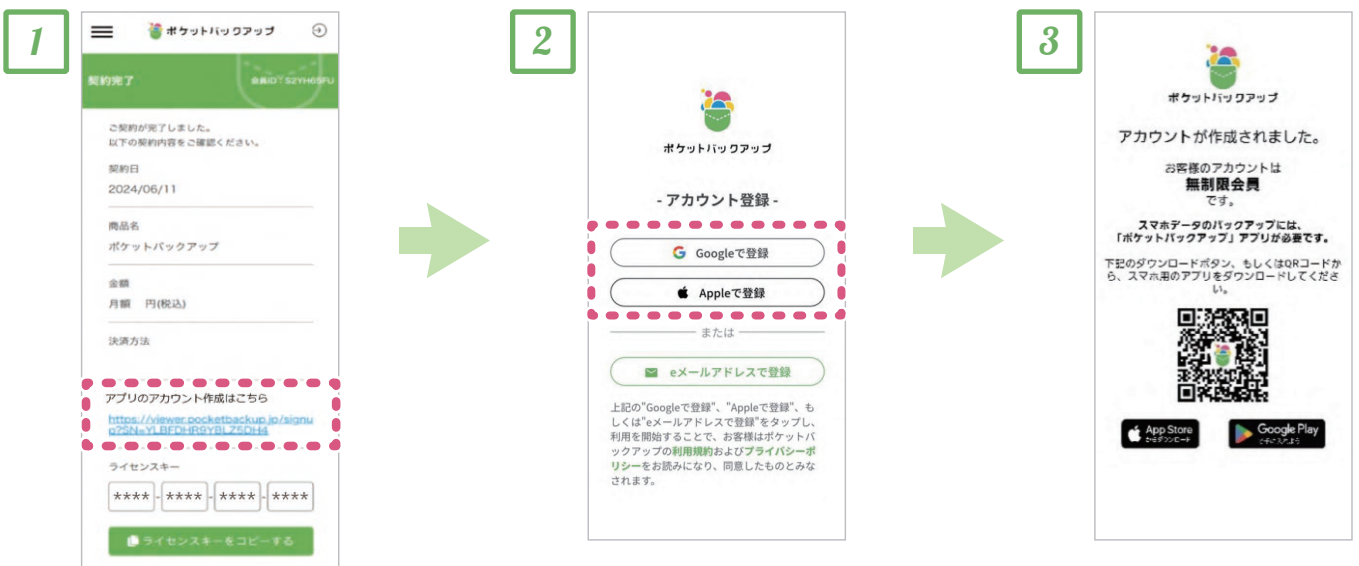 1
ポケットバックアップ
契約完了
会員ID:S2YH65FU
ご契約が完了しました。
以下の契約内容をご確認ください。
契約日
2024/06/11
商品名
ポケットバックアップ
金額
月額 円(税込)
決済方法
アプリのアカウント作成はこちら
https://viewer.pocketbackup.jp/signu
p?SN=YLBFDHR9YBLZ5DH4
ライセンスキー
****-****-****-****
ライセンスキーをコピーする
2
ポケットバックアップ
- アカウント登録 -
Googleで登録
Appleで登録
または
eメールアドレスで登録
上記の"Googleで登録"、"Appleで登録"、も
しくは"eメールアドレスで登録"をタップし、
利用を開始することで、お客様はポケットバ
ックアップの利用規約およびプライバシーポ
リシーをお読みになり、同意したものとみな
されます。
3
ポケットバックアップ
アカウントが作成されました。
お客様のアカウントは
無制限会員
です。
スマホデータのバックアップには、
「ポケットバックアップ」アプリが必要です。
下記のダウンロードボタン、もしくはQRコードか
ら、スマホ用のアプリをダウンロードしてくださ
い。
App Store
からダウンロード
Google Play
で手に入れよう